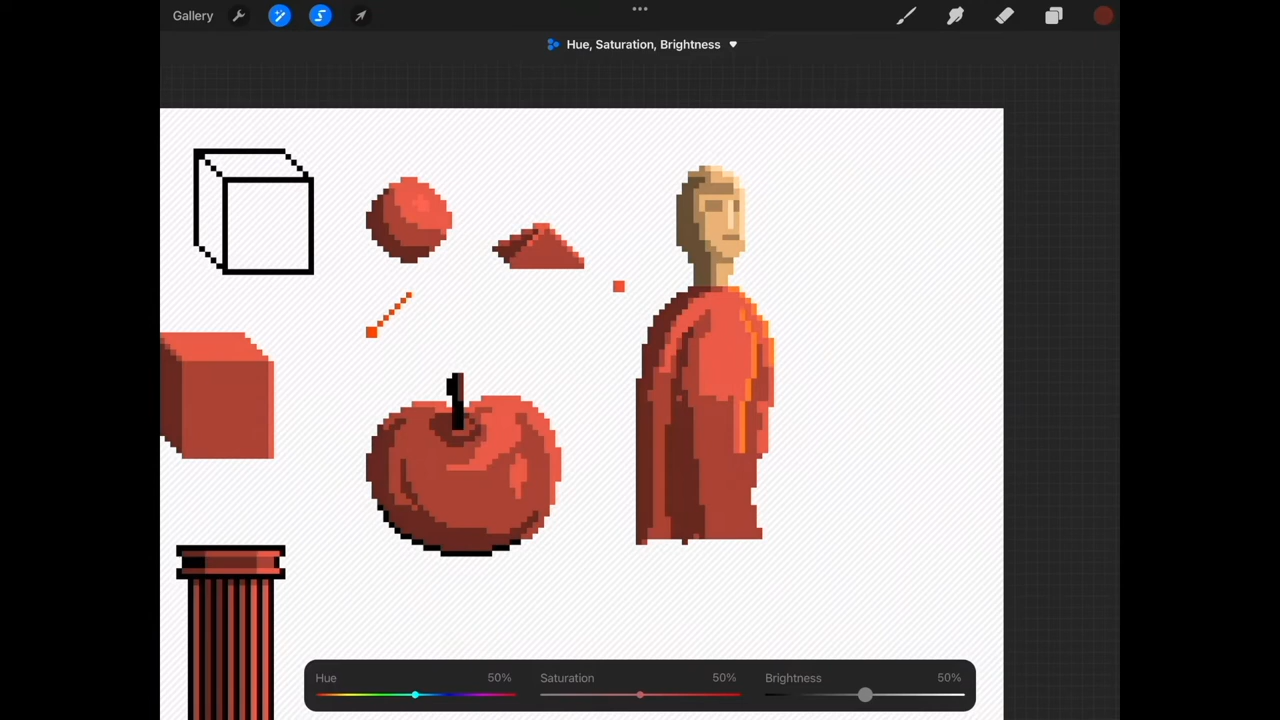 Gallery
Hue, Saturation, Brightness
Hue 50% Saturation 50% Brightness 50%